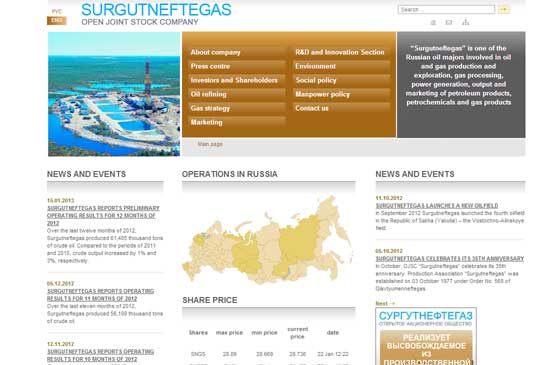 РУС
ENG
SURGUTNEFTEGAS
OPEN JOINT STOCK COMPANY
Search ...
About company
Press centre
Investors and Shareholders
Oil refining
Gas strategy
Marketing
R&D and Innovation Section
Environment
Social policy
Manpower policy
Contact us
"Surgutneftegas" is one of the
Russian oil majors involved in oil
and gas production and
exploration, gas processing,
power generation, output and
marketing of petroleum products,
petrochemicals and gas products
Main page
NEWS AND EVENTS
15.01.2013
SURGUTNEFTEGAS REPORTS PRELIMINARY
OPERATING RESULTS FOR 12 MONTHS OF
2012
Over the last twelve months of 2012,
Surgutneftegas produced 61,405 thousand tons
of crude oil. Compared to the periods of 2011
and 2010, crude output increased by 1% and
3%, respectively.
05.12.2012
SURGUTNEFTEGAS REPORTS OPERATING
RESULTS FOR 11 MONTHS OF 2012
Over the last eleven months of 2012,
Surgutneftegas produced 56,199 thousand tons
of crude oil.
12.11.2012
SURGUTNEFTEGAS REPORTS OPERATING
RESULTS FOR 10 MONTHS OF 2012
OPERATIONS IN RUSSIA
SHARE PRICE
Shares max price min price current price date
SNGS 28.89 28.669 28.736 22 Jan 12:22
NEWS AND EVENTS
11.10.2012
SURGUTNEFTEGAS LAUNCHES A NEW OILFIELD
In September 2012 Surgutneftegas launched the fourth oilfield
in the Republic of Sakha (Yakutia) – the Vostochno-Alinskoye
field.
05.10.2012
SURGUTNEFTEGAS CELEBRATES ITS 35TH ANNIVERSARY
In October, OJSC "Surgutneftegas" celebrates its 35th
anniversary. Production Association "Surgutneftegas" was
established on 03 October 1977 under Order No. 565 of
Glavtyumenneftegas.
Next
СУРГУТНЕФТЕГАЗ
ОТКРЫТОЕ АКЦИОНЕРНОЕ ОБЩЕСТВО
РЕАЛИЗУЕТ
ВЫСВОБОЖДАЕМОЕ
ИЗ
ПРОИЗВОДСТВЕННОЙ